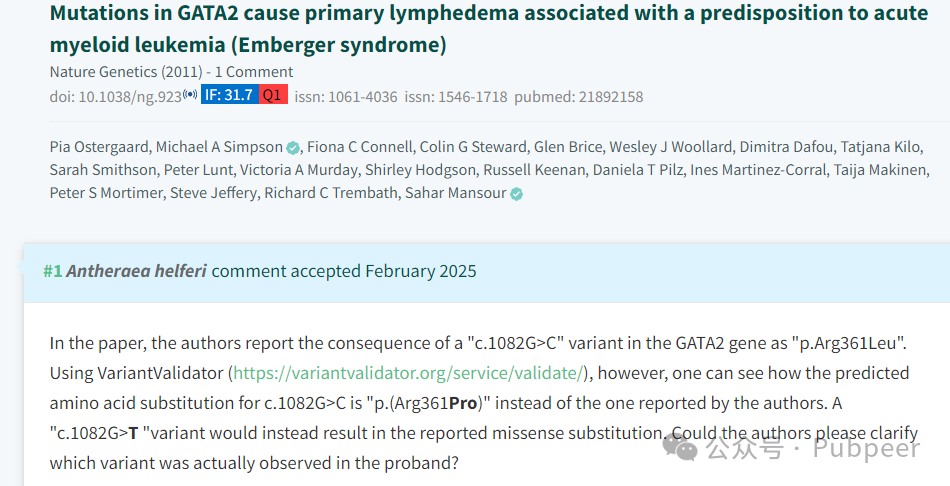 Mutations in GATA2 cause primary lymphedema associated with a predisposition to acute
myeloid leukemia (Emberger syndrome)
Nature Genetics (2011) - 1 Comment
doi: 10.1038/ng.923 IF: 31.7 Q1 issn: 1061-4036 issn: 1546-1718 pubmed: 21892158
Pia Ostergaard, Michael A Simpson, Fiona C Connell, Colin G Steward, Glen Brice, Wesley J Woollard, Dimitra Dafou, Tatjana Kilo,
Sarah Smithson, Peter Lunt, Victoria A Murday, Shirley Hodgson, Russell Keenan, Daniela T Pilz, Ines Martinez-Corral, Taija Makinen,
Peter S Mortimer, Steve Jeffery, Richard C Trembath, Sahar Mansour
#1 Antheraea helferi comment accepted February 2025
In the paper, the authors report the consequence of a "c.1082G>C" variant in the GATA2 gene as "p.Arg361Leu".
Using VariantValidator (https://variantvalidator.org/service/validate/), however, one can see how the predicted
amino acid substitution for c.1082G>C is "p.(Arg361Pro)" instead of the one reported by the authors. A
"c.1082G>T "variant would instead result in the reported missense substitution. Could the authors please clarify
which variant was actually observed in the proband?
公众号 · Pubpeer